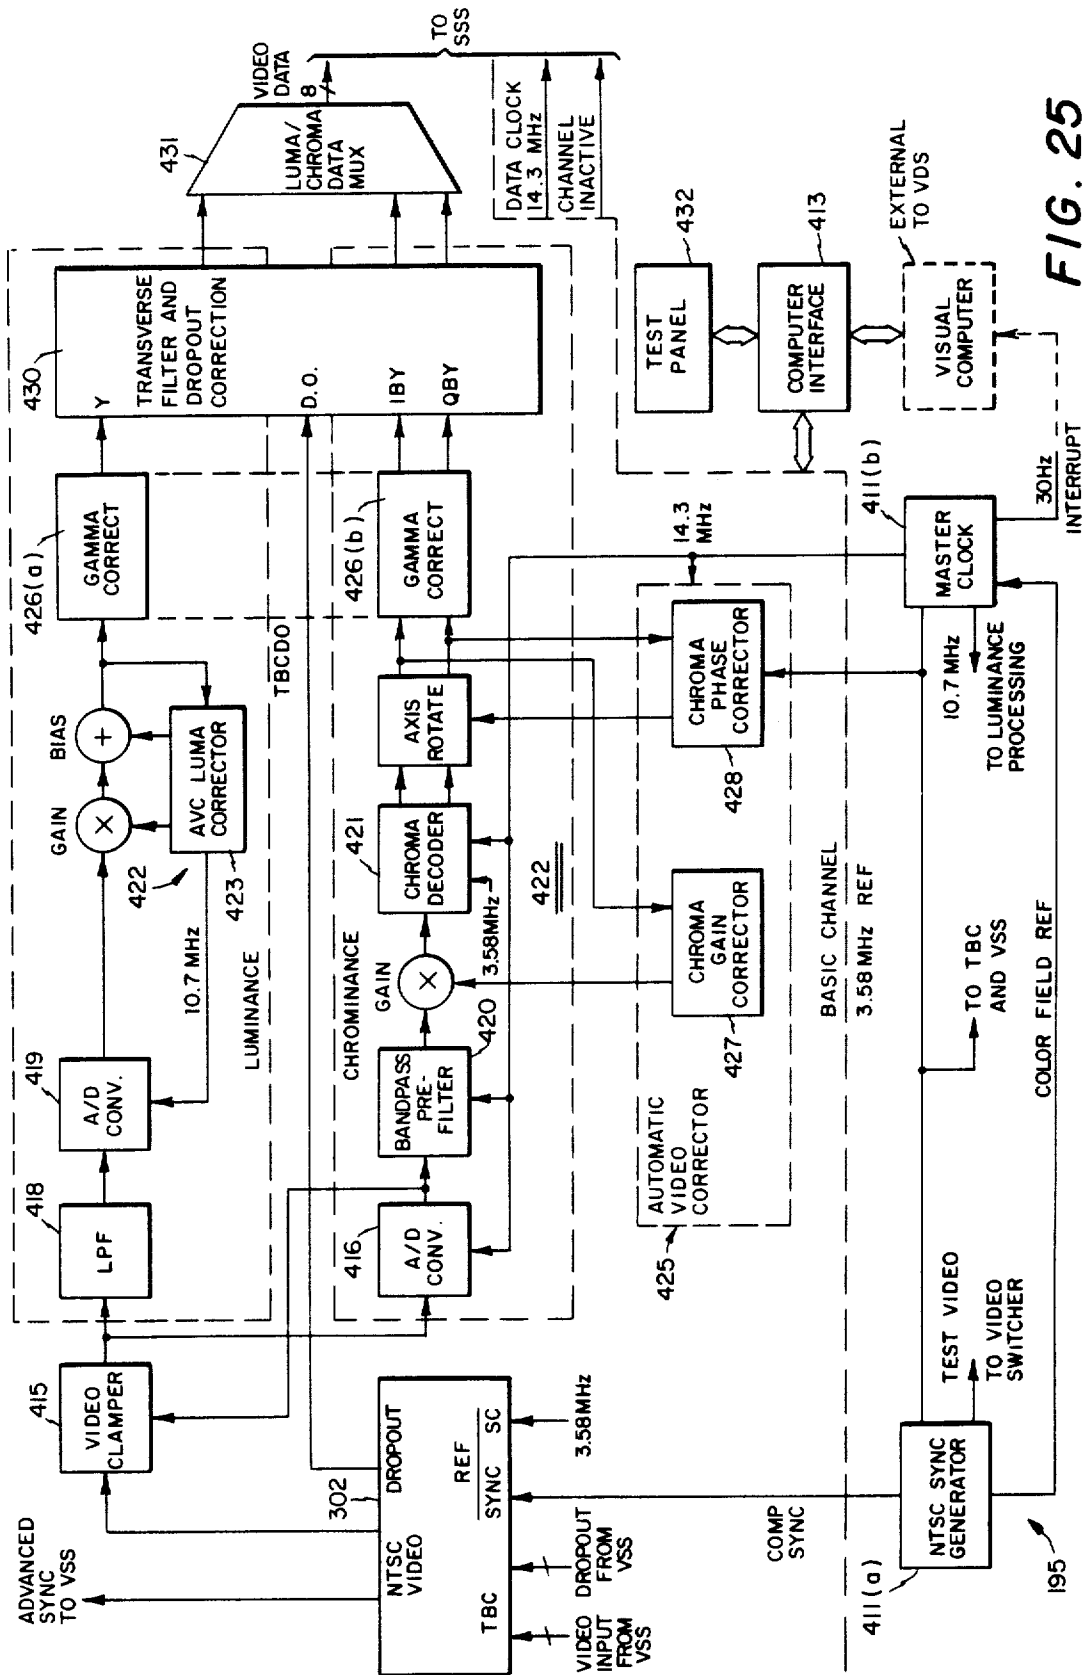 ADVANCED
SYNC
TO VSS
415
VIDEO
CLAMPER
418
LPF
419
A/D
CONV.
10.7 MHz
GAIN
×
BIAS
+
AVC LUMA
CORRECTOR
422
423
LUMINANCE
426(a)
GAMMA
CORRECT
TBCDO
430
Y
TRANSVERSE
FILTER AND
DROPOUT
CORRECTION
D.O.
IBY
QBY
431
LUMA/
CHROMA
DATA
MUX
VIDEO DATA
8
TO
SSS
DATA CLOCK
14.3 MHz
CHANNEL
INACTIVE
302
NTSC
VIDEO
DROPOUT
REF
SYNC
SC
TBC
3.58MHz
VIDEO
INPUT
FROM
VSS
DROPOUT
FROM
VSS
COMP
SYNC
CHROMINANCE
416
A/D
CONV.
BANDPASS
PRE-
FILTER
420
GAIN
×
3.58MHz
421
CHROMA
DECODER
422
AXIS
ROTATE
426(b)
GAMMA
CORRECT
14.3
MHz
AUTOMATIC
VIDEO
CORRECTOR
425
CHROMA
GAIN
CORRECTOR
427
CHROMA
PHASE
CORRECTOR
428
BASIC CHANNEL
3.58MHz REF
432
TEST
PANEL
413
COMPUTER
INTERFACE
EXTERNAL
TO VDS
VISUAL
COMPUTER
411(b)
MASTER
CLOCK
30Hz
INTERRUPT
10.7 MHz
TO LUMINANCE
PROCESSING
TO TBC
AND VSS
COLOR FIELD REF
TEST VIDEO
TO VIDEO
SWITCHER
411(a)
NTSC SYNC
GENERATOR
195
FIG. 25